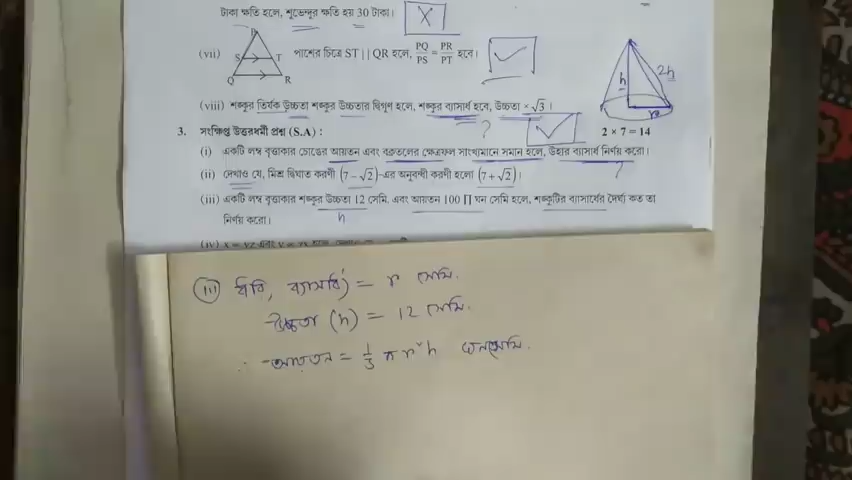 টাকা ক্ষতি হলে, শুভেন্দুর ক্ষতি হয় 30 টাকা। X
P
(vii) S T পাশের চিত্রে ST || QR হলে, PQ/PS = PR/PT হবে।
Q R
h 2h
r
(viii) শঙ্কুর তির্যক উচ্চতা শঙ্কুর উচ্চতার দ্বিগুণ হলে, শঙ্কুর ব্যাসার্ধ হবে, উচ্চতা × √3 ।
?
3. সংক্ষিপ্ত উত্তরধর্মী প্রশ্ন (S.A) : 2 × 7 = 14
(i) একটি লম্ব বৃত্তাকার চোঙের আয়তন এবং বক্রতলের ক্ষেত্রফল সাংখ্যমানে সমান হলে, উহার ব্যাসার্ধ নির্ণয় করো।
?
(ii) দেখাও যে, মিশ্র দ্বিঘাত করণী (7 – √2) -এর অনুবন্ধী করণী হলো (7 + √2) ।
(iii) একটি লম্ব বৃত্তাকার শঙ্কুর উচ্চতা 12 সেমি. এবং আয়তন 100 Π ঘন সেমি হলে, শঙ্কুটির ব্যাসার্ধের দৈর্ঘ্য কত তা
নির্ণয় করো। h
(iii) ধরি, ব্যাসার্ধ = r সেমি.
উচ্চতা (h) = 12 সেমি.
∴ আয়তন = 1/3 π r² h ঘনসেমি.